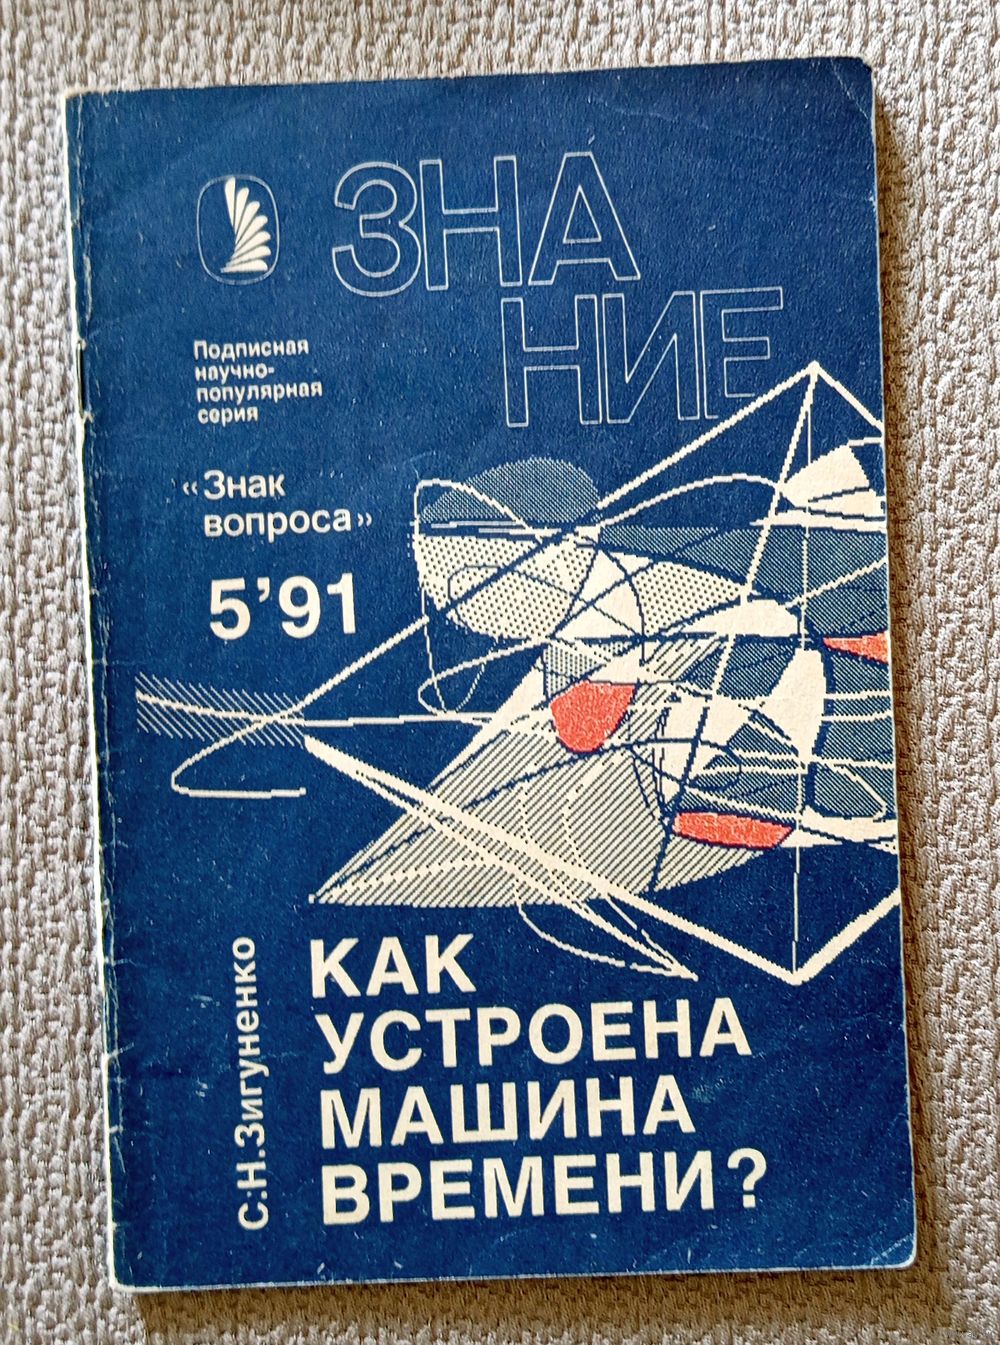 ЗНА
НИЕ
Подписная
научно-
популярная
серия
«Знак
вопроса»
5'91
С.Н.Зигуненко
КАК
УСТРОЕНА
МАШИНА
ВРЕМЕНИ?